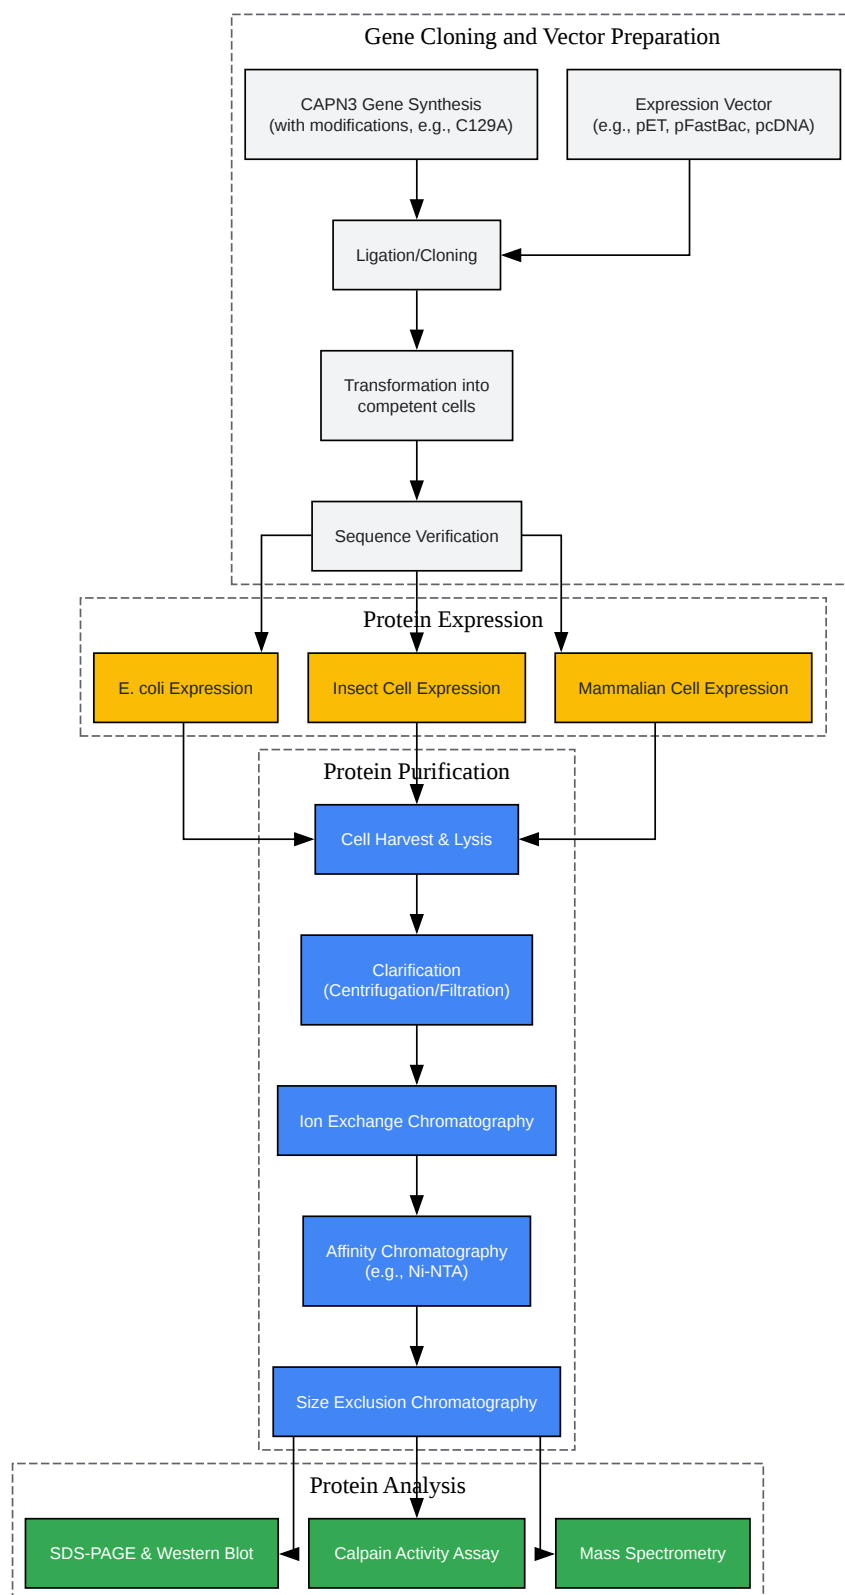 Gene Cloning and Vector Preparation
CAPN3 Gene Synthesis
(with modifications, e.g., C129A)
Expression Vector
(e.g., pET, pFastBac, pcDNA)
Ligation/Cloning
Transformation into
competent cells
Sequence Verification
Protein Expression
E. coli Expression
Insect Cell Expression
Mammalian Cell Expression
Protein Purification
Cell Harvest & Lysis
Clarification
(Centrifugation/Filtration)
Ion Exchange Chromatography
Affinity Chromatography
(e.g., Ni-NTA)
Size Exclusion Chromatography
Protein Analysis
SDS-PAGE & Western Blot
Calpain Activity Assay
Mass Spectrometry